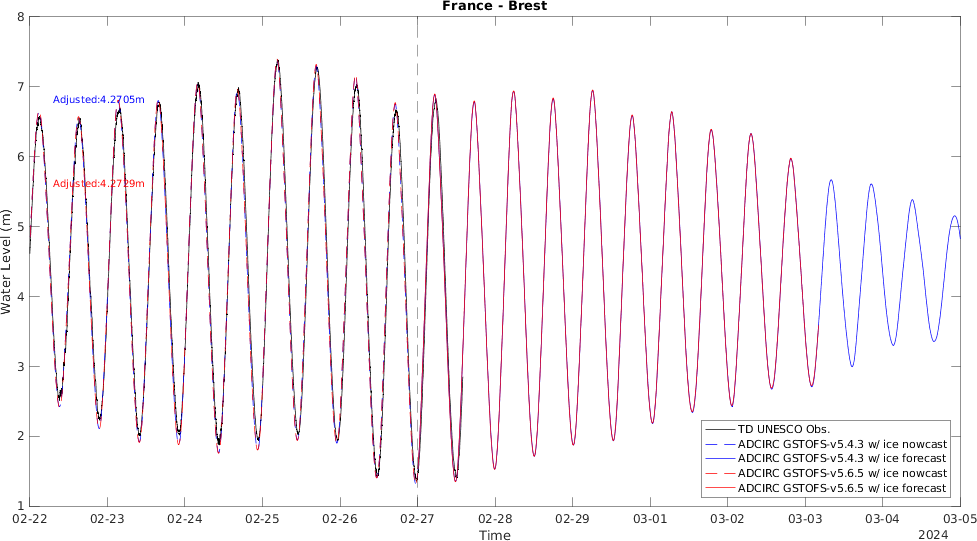 France - Brest
8
7
6
5
4
3
2
1
Water Level (m)
Adjusted:4.2705m
Adjusted:4.2729m
TD UNESCO Obs.
ADCIRC GSTOFS-v5.4.3 w/ ice nowcast
ADCIRC GSTOFS-v5.4.3 w/ ice forecast
ADCIRC GSTOFS-v5.6.5 w/ ice nowcast
ADCIRC GSTOFS-v5.6.5 w/ ice forecast
02-22 02-23 02-24 02-25 02-26 02-27 02-28 02-29 03-01 03-02 03-03 03-04 03-05
Time
2024